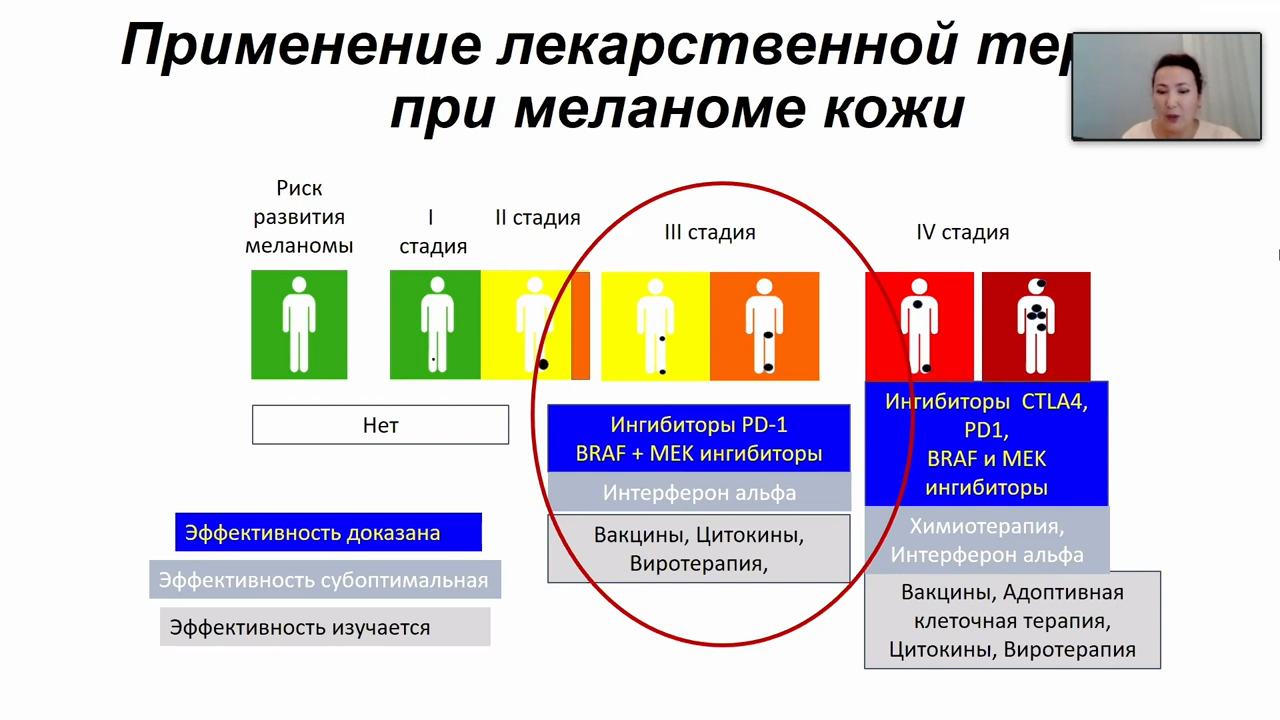 Применение лекарственной
при меланоме кожи
Риск
развития
меланомы
I
стадия
II стадия
III стадия
IV стадия
Нет
Ингибиторы PD-1
BRAF + MEK ингибиторы
Интерферон альфа
Вакцины, Цитокины,
Виротерапия,
Ингибиторы CTLA4,
PD1,
BRAF и MEK
ингибиторы
Химиотерапия,
Интерферон альфа
Вакцины, Адоптивная
клеточная терапия,
Цитокины, Виротерапия
Эффективность доказана
Эффективность субоптимальная
Эффективность изучается